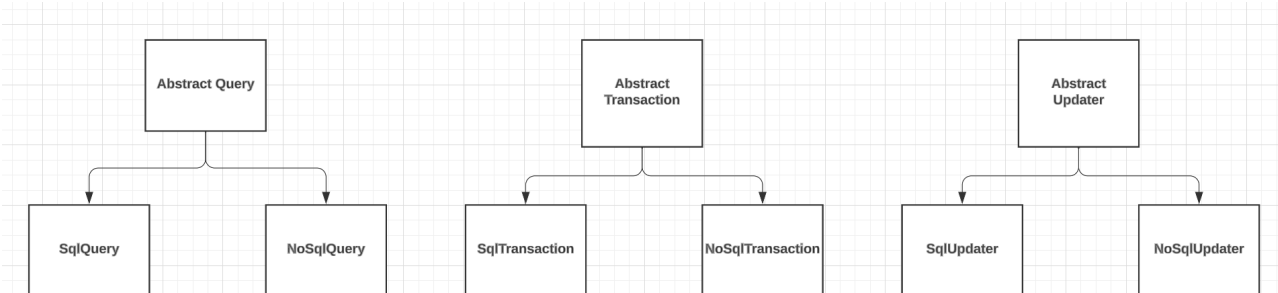 Abstract Query
Abstract
Transaction
Abstract
Updater
SqlQuery
NoSqlQuery
SqlTransaction
NoSqlTransaction
SqlUpdater
NoSqlUpdater